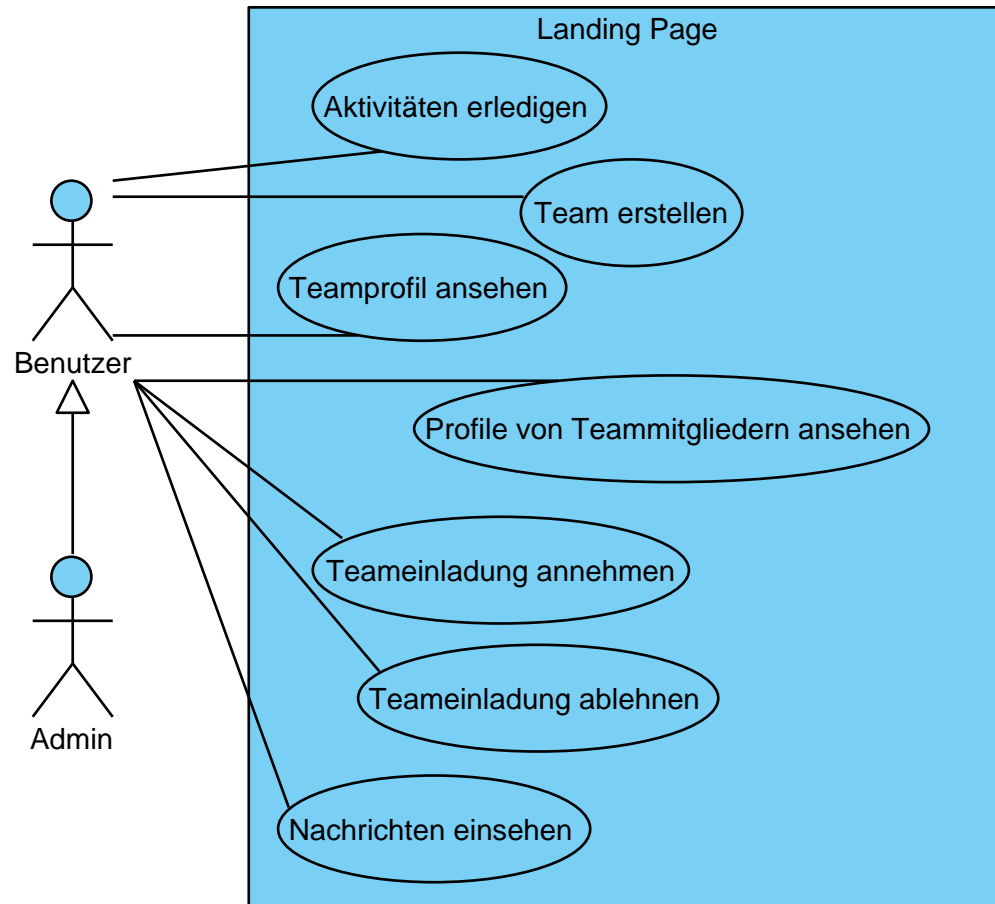 Landing Page
Aktivitäten erledigen
Team erstellen
Teamprofil ansehen
Benutzer
Profile von Teammitgliedern ansehen
Teameinladung annehmen
Teameinladung ablehnen
Admin
Nachrichten einsehen